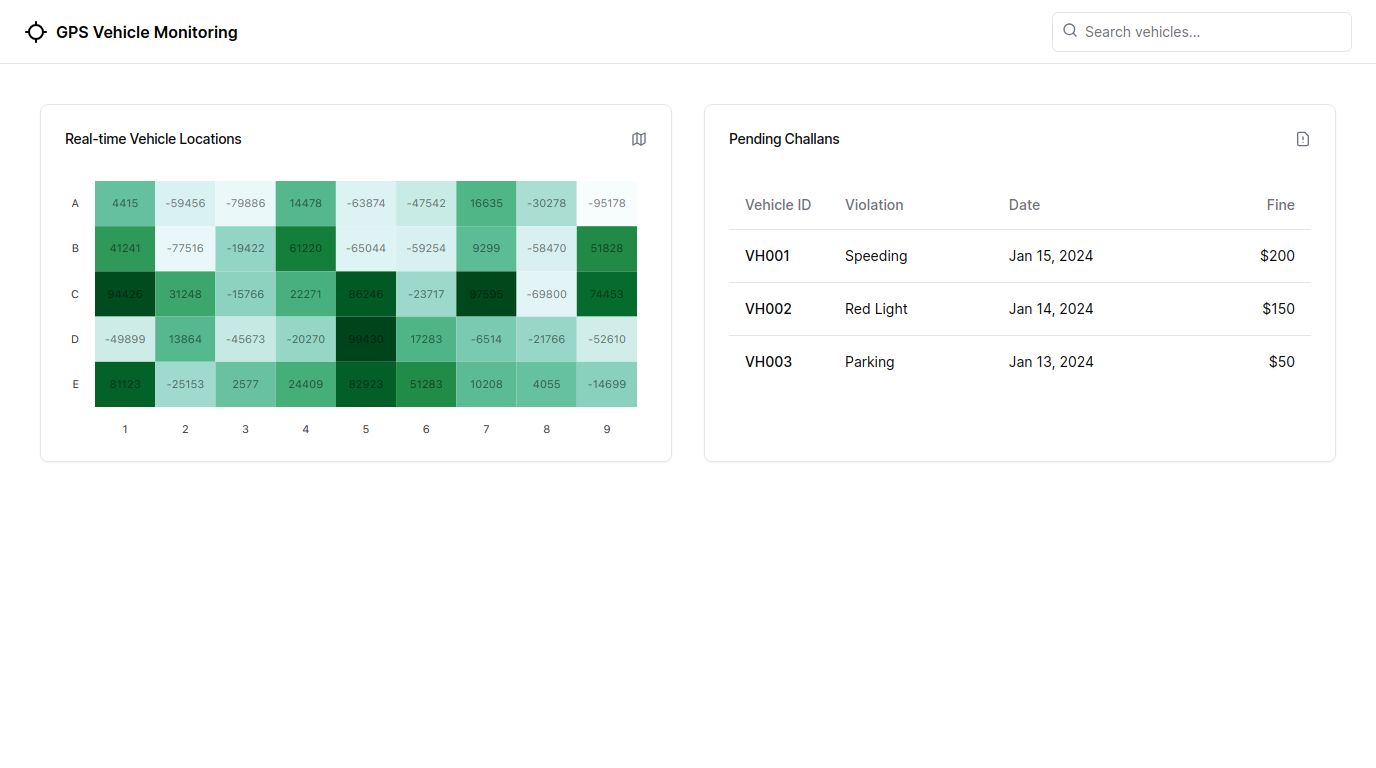 GPS Vehicle Monitoring
Search vehicles...
Real-time Vehicle Locations
A 4415 -59456 -79886 14478 -63874 -47542 16635 -30278 -95178
B 41241 -77516 -19422 61220 -65044 -59254 9299 -58470 51828
C 94426 31248 -15766 22271 86246 -23717 97595 -69800 74453
D -49899 13864 -45673 -20270 99430 17283 -6514 -21766 -52610
E 81123 -25153 2577 24409 82923 51283 10208 4055 -14699
1 2 3 4 5 6 7 8 9
Pending Challans
Vehicle ID Violation Date Fine
VH001 Speeding Jan 15, 2024 $200
VH002 Red Light Jan 14, 2024 $150
VH003 Parking Jan 13, 2024 $50